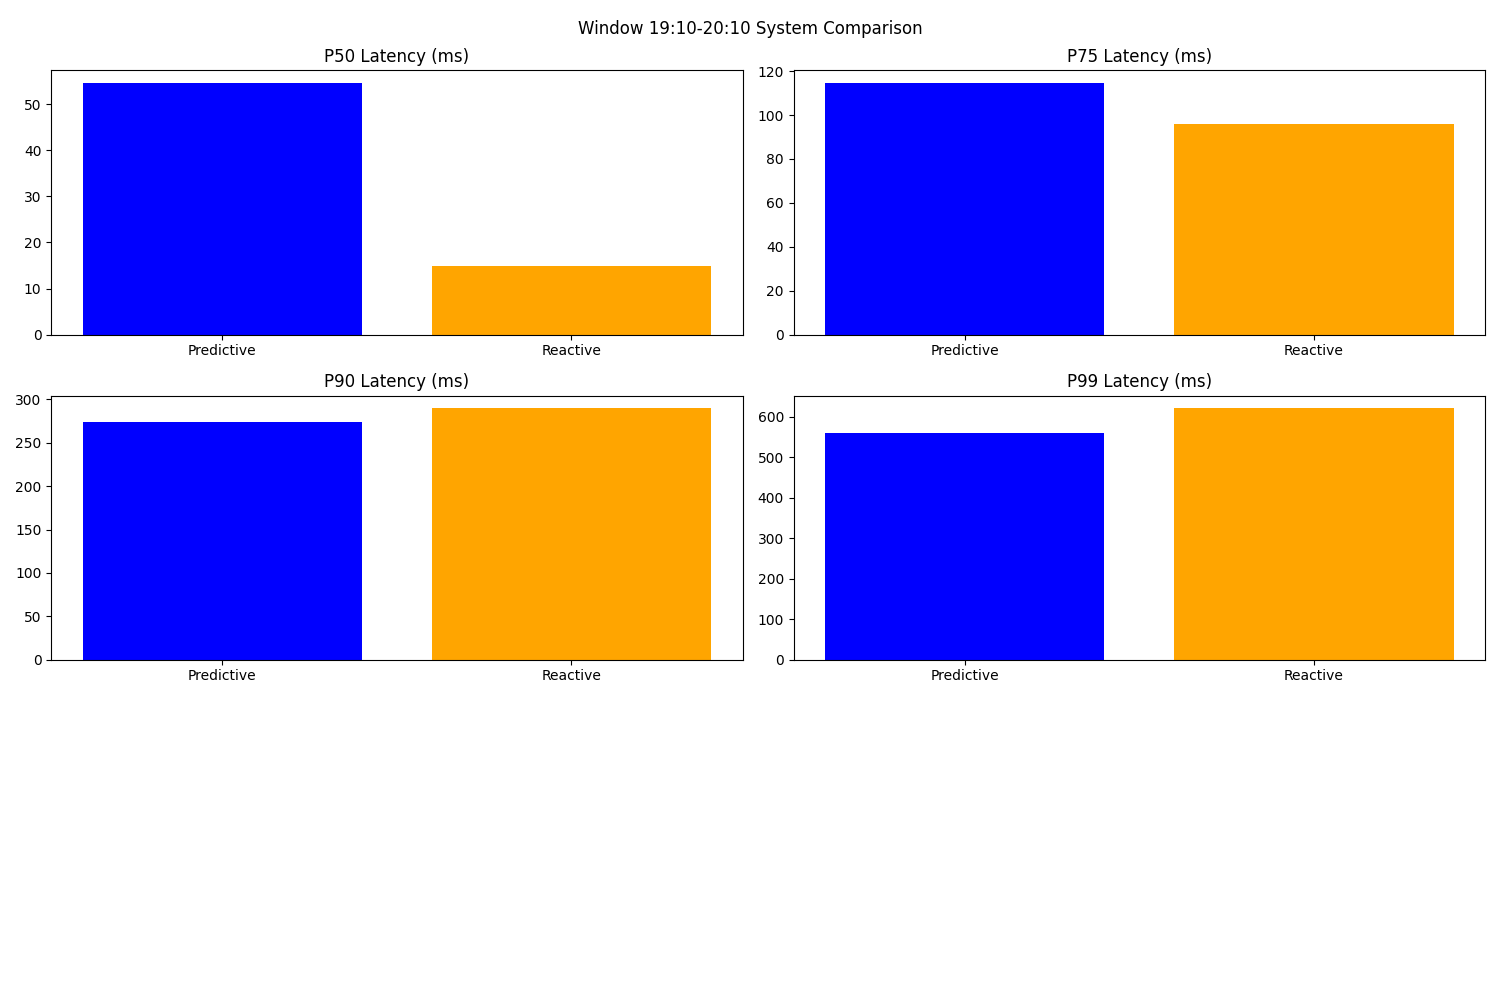 Window 19:10-20:10 System Comparison
P50 Latency (ms)
50
40
30
20
10
0
Predictive
Reactive
P75 Latency (ms)
120
100
80
60
40
20
0
Predictive
Reactive
P90 Latency (ms)
300
250
200
150
100
50
0
Predictive
Reactive
P99 Latency (ms)
600
500
400
300
200
100
0
Predictive
Reactive